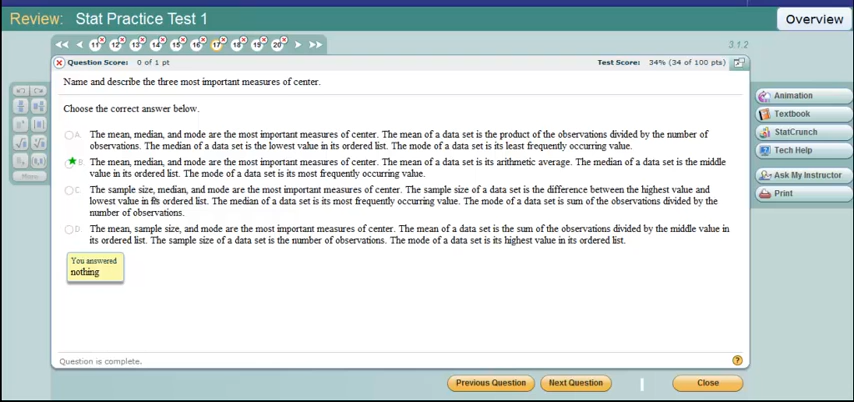 Review: Stat Practice Test 1
Overview
11 12 13 14 15 16 17 18 19 20
3.1.2
Question Score: 0 of 1 pt
Test Score: 34% (34 of 100 pts)
Name and describe the three most important measures of center.
Choose the correct answer below.
A. The mean, median, and mode are the most important measures of center. The mean of a data set is the product of the observations divided by the number of
observations. The median of a data set is the lowest value in its ordered list. The mode of a data set is its least frequently occurring value.
B. The mean, median, and mode are the most important measures of center. The mean of a data set is its arithmetic average. The median of a data set is the middle
value in its ordered list. The mode of a data set is its most frequently occurring value.
C. The sample size, median, and mode are the most important measures of center. The sample size of a data set is the difference between the highest value and
lowest value in its ordered list. The median of a data set is its most frequently occurring value. The mode of a data set is sum of the observations divided by the
number of observations.
D. The mean, sample size, and mode are the most important measures of center. The mean of a data set is the sum of the observations divided by the middle value in
its ordered list. The sample size of a data set is the number of observations. The mode of a data set is its highest value in its ordered list.
You answered
nothing
Animation
Textbook
StatCrunch
Tech Help
Ask My Instructor
Print
More
Question is complete.
?
Previous Question
Next Question
Close